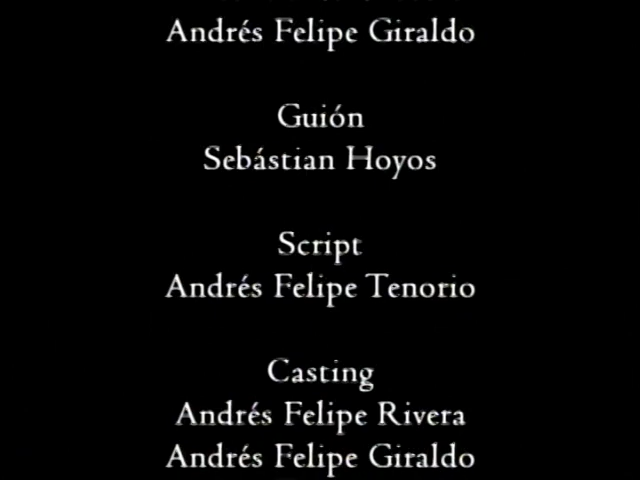 Andrés Felipe Giraldo
Guión
Sebástian Hoyos
Script
Andrés Felipe Tenorio
Casting
Andrés Felipe Rivera
Andrés Felipe Giraldo